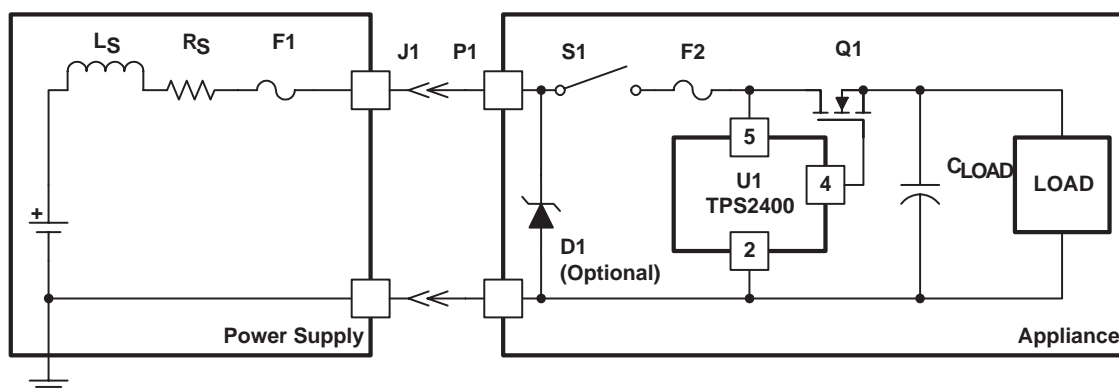 LS
RS
F1
J1
P1
S1
F2
Q1
5
U1
TPS2400
4
2
CLOAD
LOAD
+
D1
(Optional)
Power Supply
Appliance